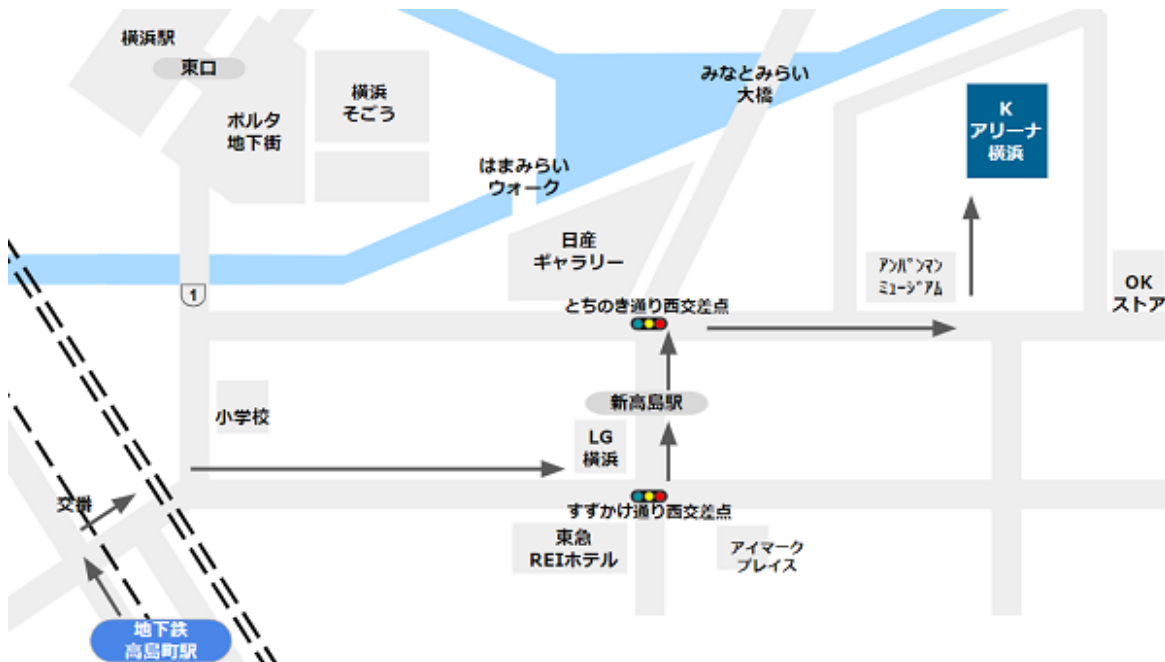 横浜駅
東口
ポルタ
地下街
横浜
そごう
みなとみらい
大橋
K
アリーナ
横浜
はまみらい
ウォーク
日産
ギャラリー
アンパンマン
ミュージアム
OK
ストア
1
とちのき通り西交差点
新高島駅
小学校
LG
横浜
交番
すずかけ通り西交差点
東急
REIホテル
アイマーク
プレイス
地下鉄
高島町駅